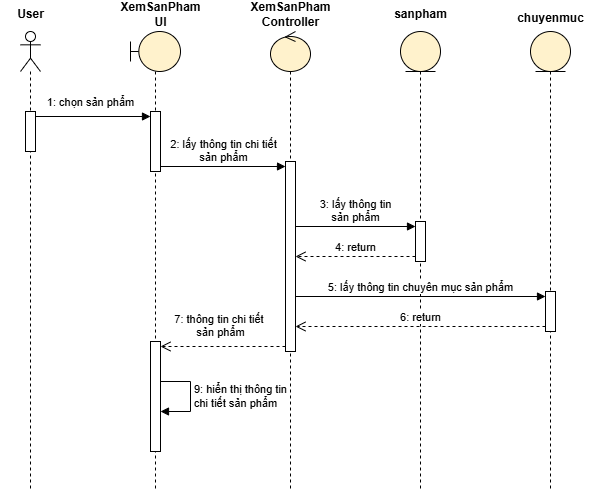 User
XemSanPham
UI
XemSanPham
Controller
sanpham
chuyenmuc
1: chọn sản phẩm
2: lấy thông tin chi tiết
sản phẩm
3: lấy thông tin
sản phẩm
4: return
5: lấy thông tin chuyên mục sản phẩm
6: return
7: thông tin chi tiết
sản phẩm
9: hiển thị thông tin
chi tiết sản phẩm